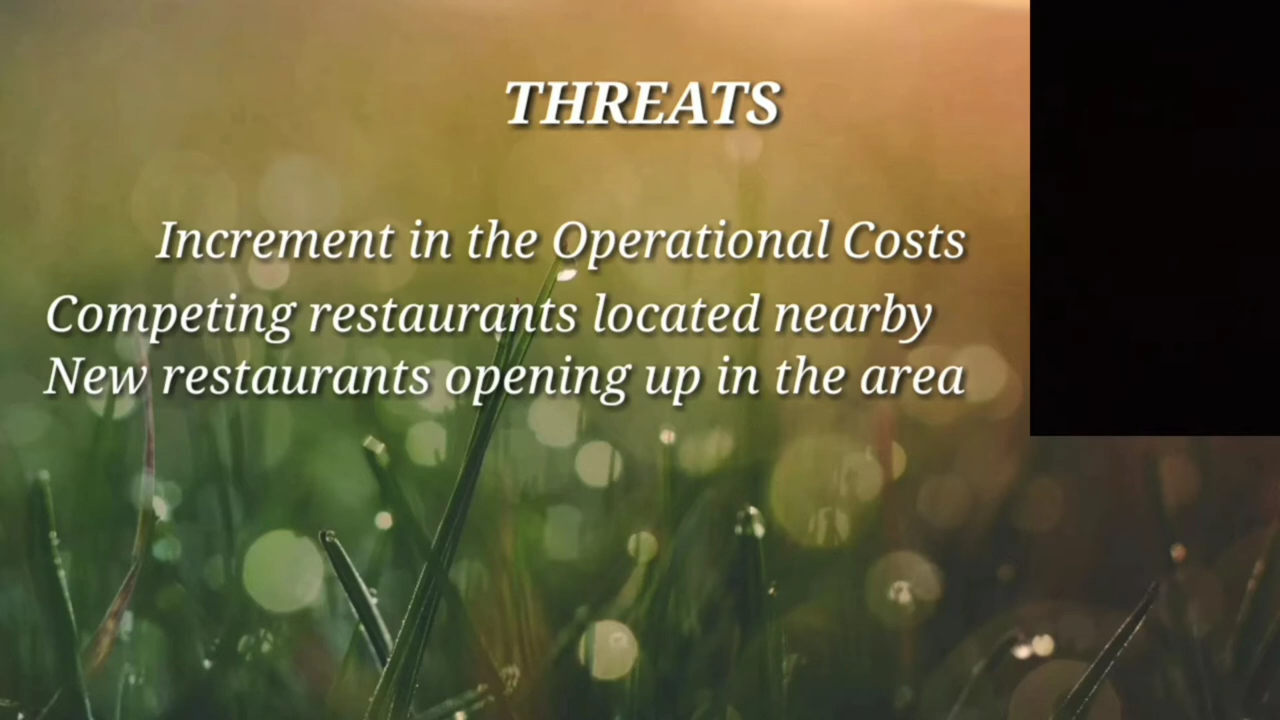 THREATS
Increment in the Operational Costs
Competing restaurants located nearby
New restaurants opening up in the area